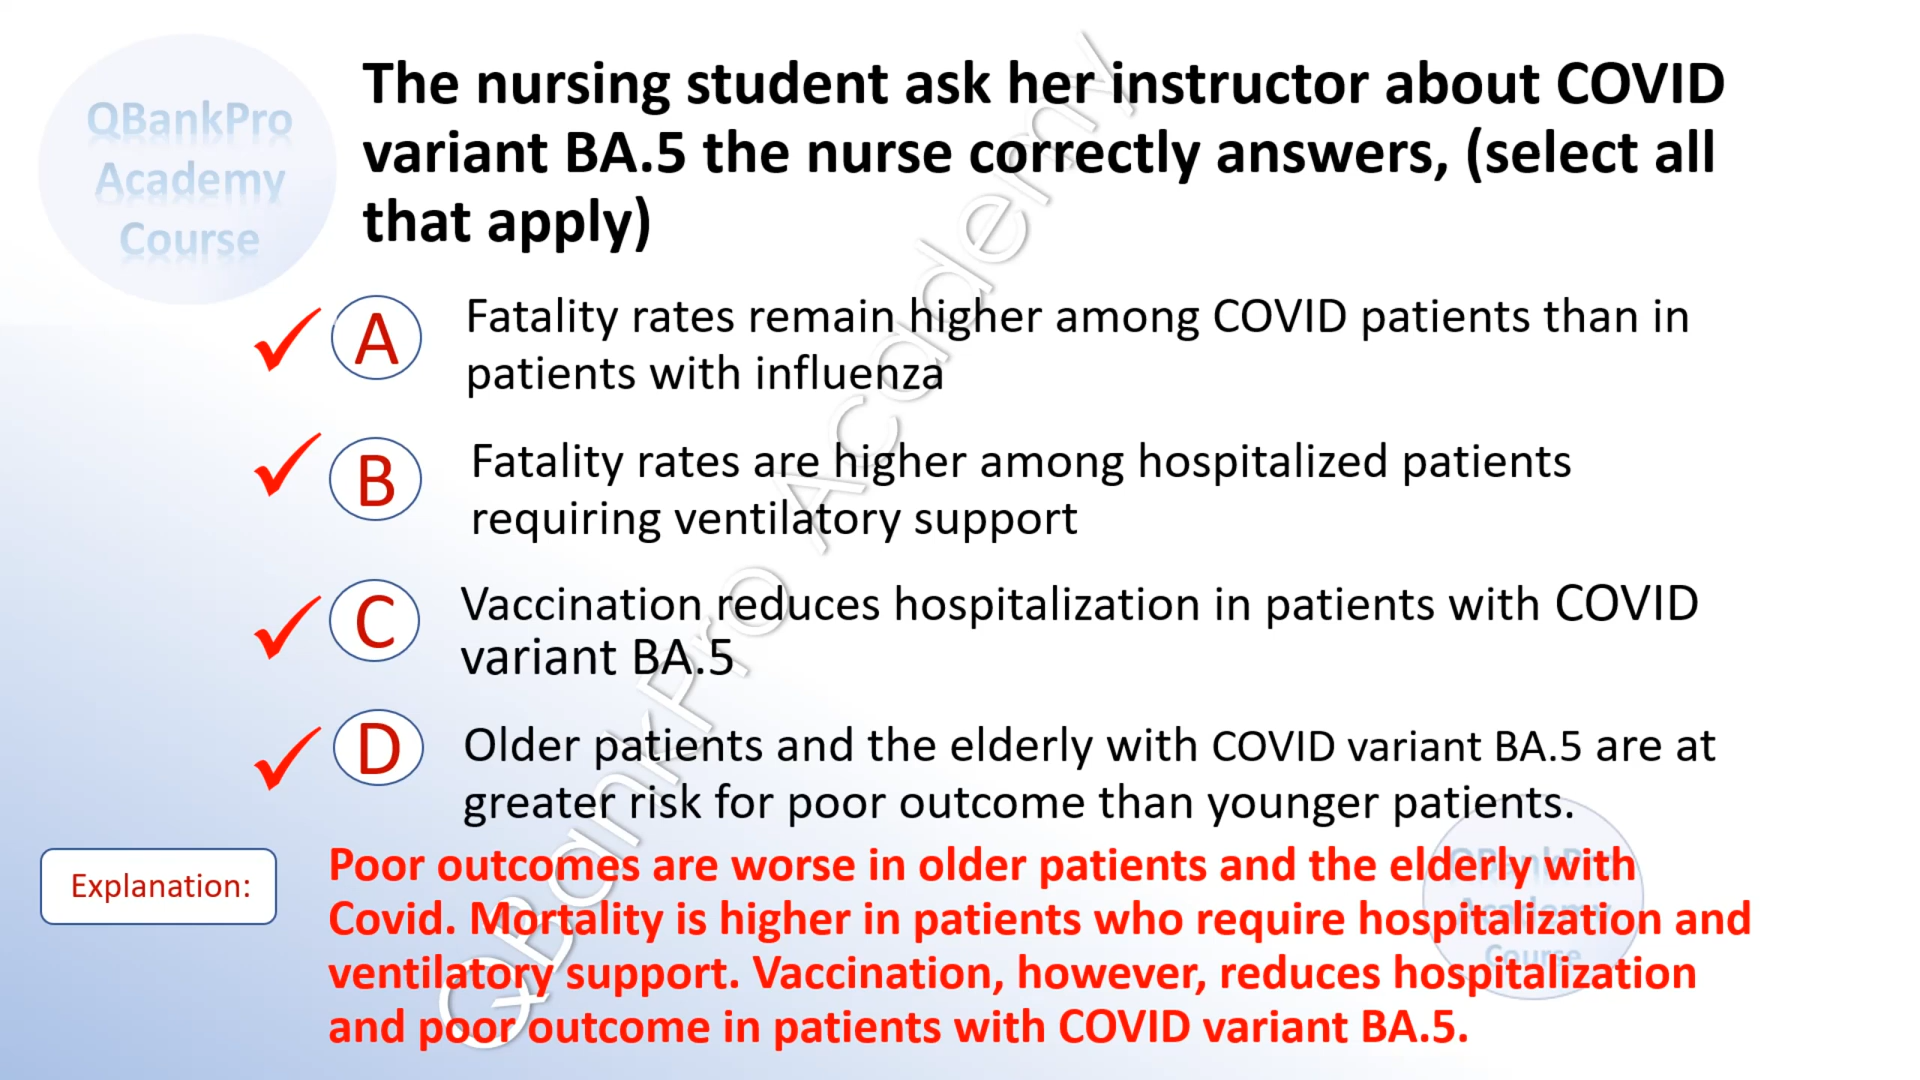 QBankPro
Academy
Course
The nursing student ask her instructor about COVID
variant BA.5 the nurse correctly answers, (select all
that apply)
A
Fatality rates remain higher among COVID patients than in
patients with influenza
B
Fatality rates are higher among hospitalized patients
requiring ventilatory support
C
Vaccination reduces hospitalization in patients with COVID
variant BA.5
D
Older patients and the elderly with COVID variant BA.5 are at
greater risk for poor outcome than younger patients.
Explanation:
Poor outcomes are worse in older patients and the elderly with
Covid. Mortality is higher in patients who require hospitalization and
ventilatory support. Vaccination, however, reduces hospitalization
and poor outcome in patients with COVID variant BA.5.
QBankPro
Academy
Course
QBankPro Academy